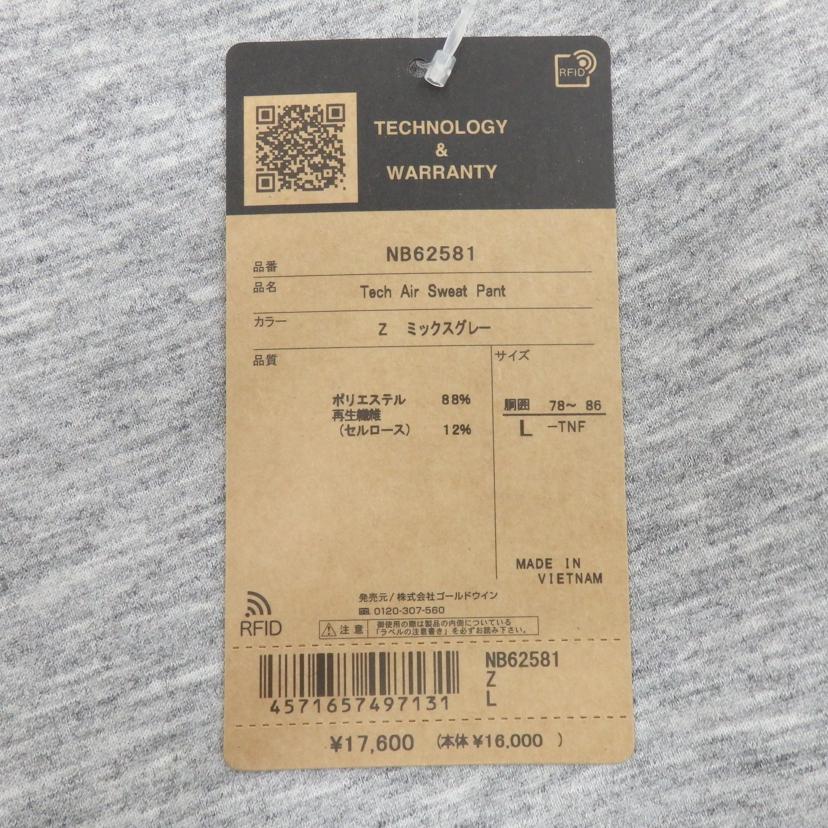 RFID
TECHNOLOGY
&
WARRANTY
品番 NB62581
品名 Tech Air Sweat Pant
カラー Z ミックスグレー
品質
サイズ
ポリエステル 88%
再生繊維
(セルロース) 12%
胴囲 78~ 86
L -TNF
MADE IN
VIETNAM
発売元/株式会社ゴールドウイン
0120-307-560
RFID
注意
御使用の際は製品の内側についている
「ラベルの注意書き」を必ずお読み下さい。
4571657497131
NB62581
Z
L
¥17,600 (本体¥16,000 )